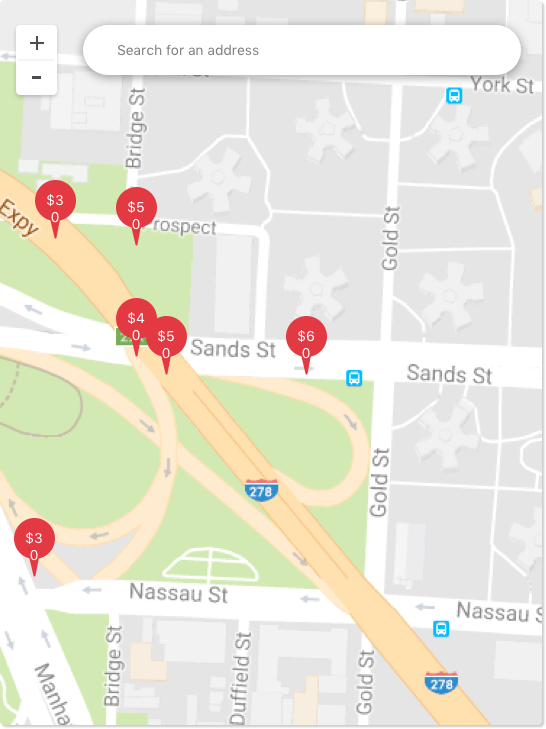 +
Search for an address
-
York St
Bridge St
$3
0
$5
0
Expy
Prospect
Gold St
$4
0
$5
0
$6
0
Sands St
Sands St
Gold St
278
$3
0
Nassau St
Nassau S
Bridge St
Duffield St
Gold St
Manha
278